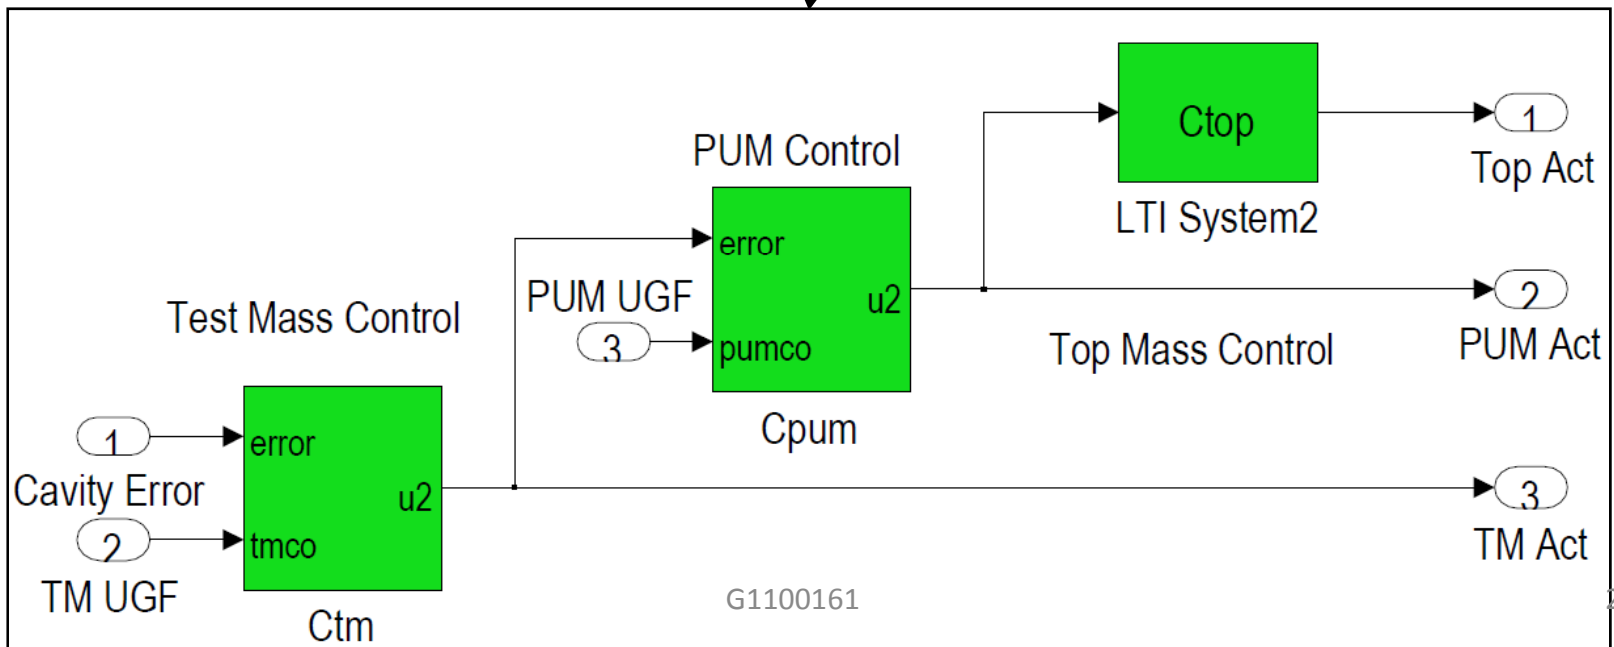 Ctop
1
Top Act
LTI System2
PUM Control
error
PUM UGF
u2
3
pumco
2
PUM Act
Top Mass Control
Cpum
Test Mass Control
1
error
Cavity Error
u2
2
tmco
TM UGF
Ctm
3
TM Act
G1100161